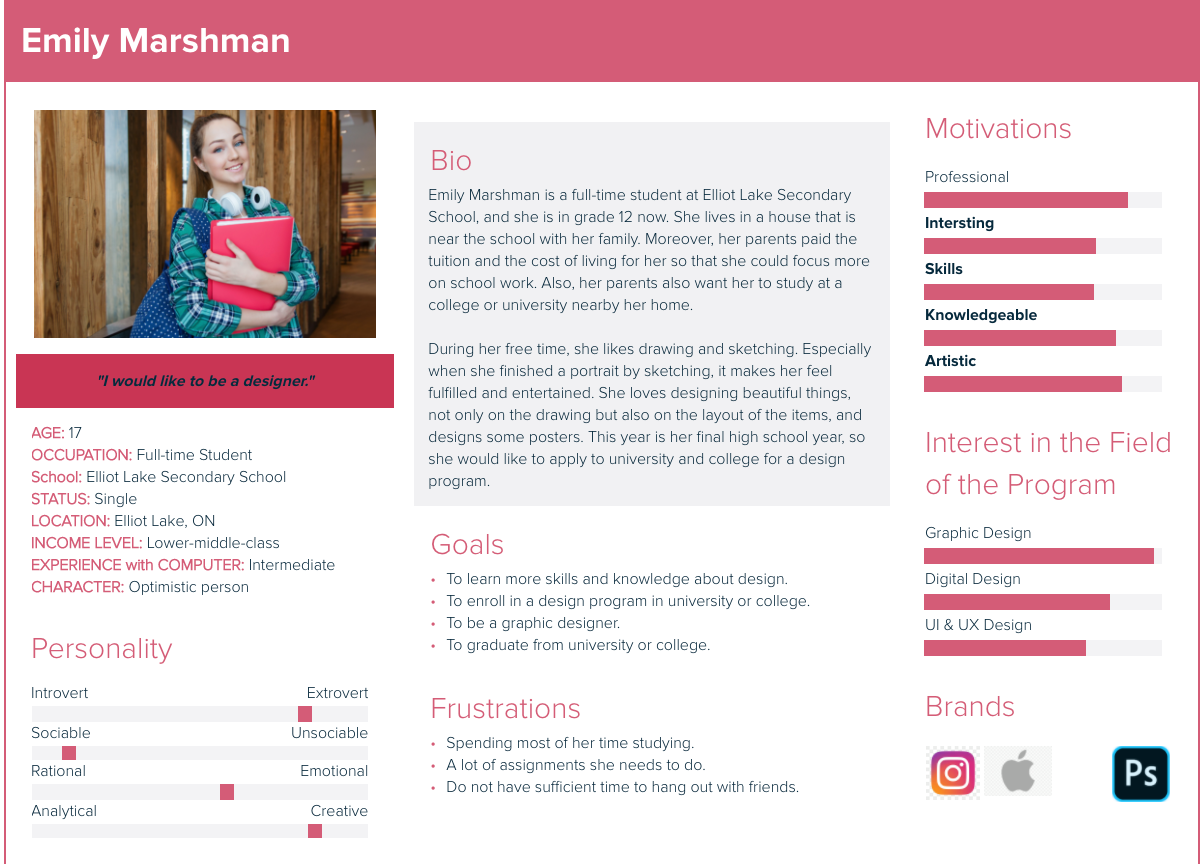 Emily Marshman
"I would like to be a designer."
AGE: 17
OCCUPATION: Full-time Student
School: Elliot Lake Secondary School
STATUS: Single
LOCATION: Elliot Lake, ON
INCOME LEVEL: Lower-middle-class
EXPERIENCE with COMPUTER: Intermediate
CHARACTER: Optimistic person
Personality
Introvert Extrovert
Sociable Unsociable
Rational Emotional
Analytical Creative
Bio
Emily Marshman is a full-time student at Elliot Lake Secondary
School, and she is in grade 12 now. She lives in a house that is
near the school with her family. Moreover, her parents paid the
tuition and the cost of living for her so that she could focus more
on school work. Also, her parents also want her to study at a
college or university nearby her home.
During her free time, she likes drawing and sketching. Especially
when she finished a portrait by sketching, it makes her feel
fulfilled and entertained. She loves designing beautiful things,
not only on the drawing but also on the layout of the items, and
designs some posters. This year is her final high school year, so
she would like to apply to university and college for a design
program.
Goals
• To learn more skills and knowledge about design.
• To enroll in a design program in university or college.
• To be a graphic designer.
• To graduate from university or college.
Frustrations
• Spending most of her time studying.
• A lot of assignments she needs to do.
• Do not have sufficient time to hang out with friends.
Motivations
Professional
Intersting
Skills
Knowledgeable
Artistic
Interest in the Field
of the Program
Graphic Design
Digital Design
UI & UX Design
Brands
Ps